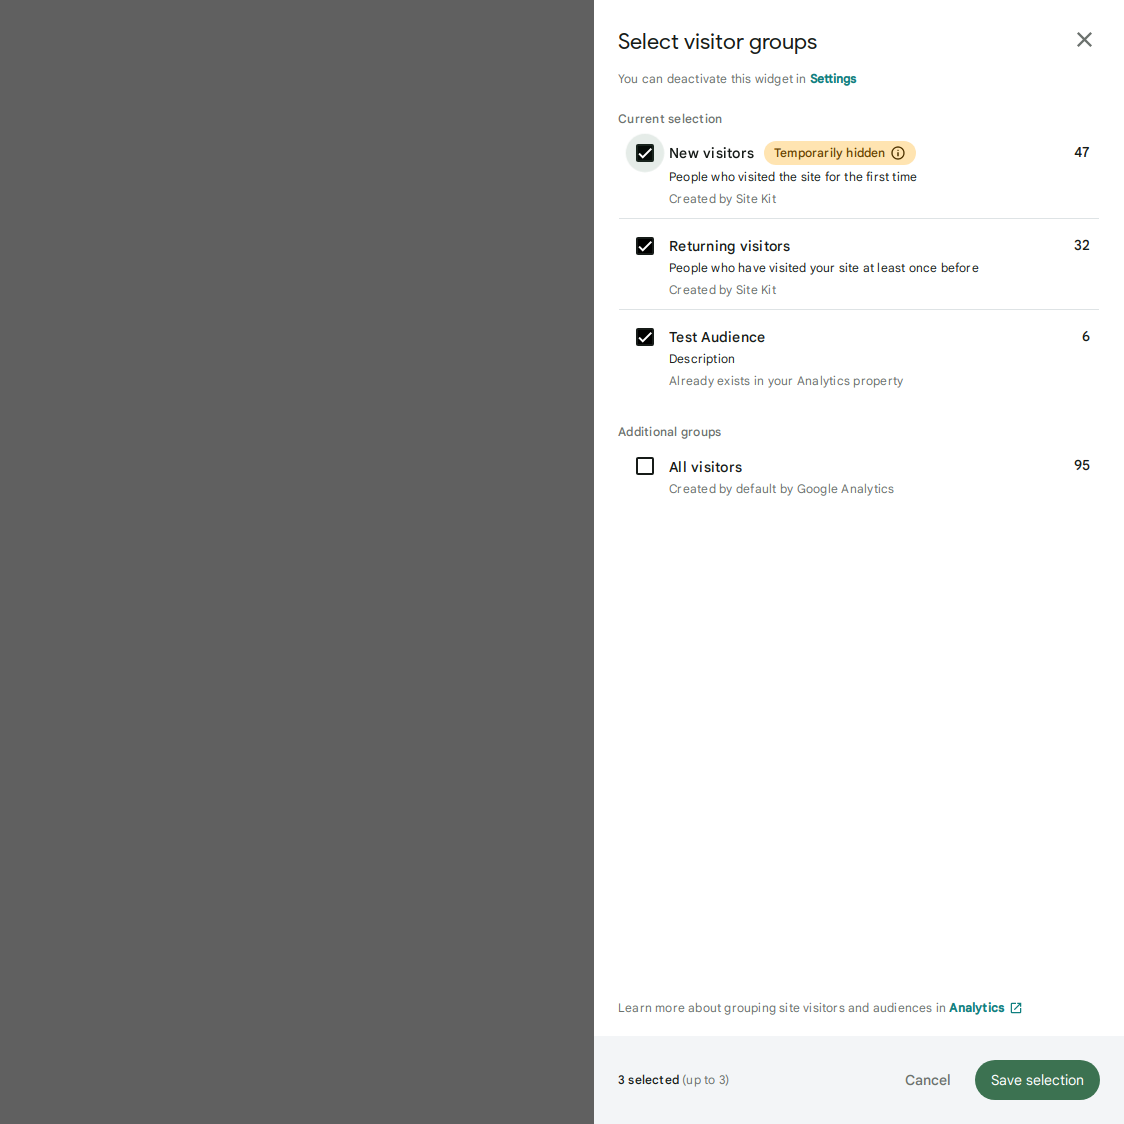 Select visitor groups
You can deactivate this widget in Settings
Current selection
New visitors Temporarily hidden 47
People who visited the site for the first time
Created by Site Kit
Returning visitors 32
People who have visited your site at least once before
Created by Site Kit
Test Audience 6
Description
Already exists in your Analytics property
Additional groups
All visitors 95
Created by default by Google Analytics
Learn more about grouping site visitors and audiences in Analytics
3 selected (up to 3) Cancel Save selection